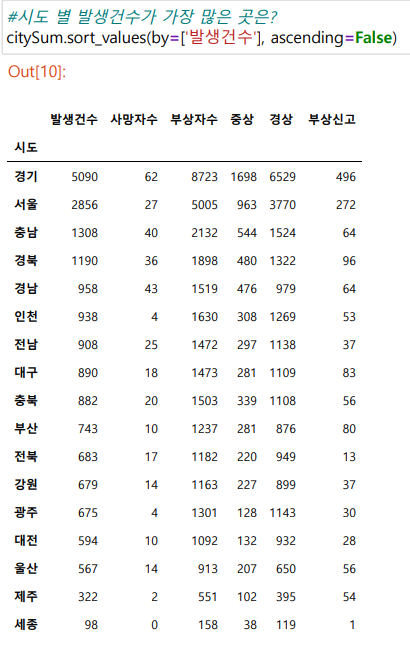 #시도 별 발생건수가 가장 많은 곳은?
citySum.sort_values(by=['발생건수'], ascending=False)
Out[10]:
발생건수 사망자수 부상자수 중상 경상 부상신고
시도
경기 5090 62 8723 1698 6529 496
서울 2856 27 5005 963 3770 272
충남 1308 40 2132 544 1524 64
경북 1190 36 1898 480 1322 96
경남 958 43 1519 476 979 64
인천 938 4 1630 308 1269 53
전남 908 25 1472 297 1138 37
대구 890 18 1473 281 1109 83
충북 882 20 1503 339 1108 56
부산 743 10 1237 281 876 80
전북 683 17 1182 220 949 13
강원 679 14 1163 227 899 37
광주 675 4 1301 128 1143 30
대전 594 10 1092 132 932 28
울산 567 14 913 207 650 56
제주 322 2 551 102 395 54
세종 98 0 158 38 119 1